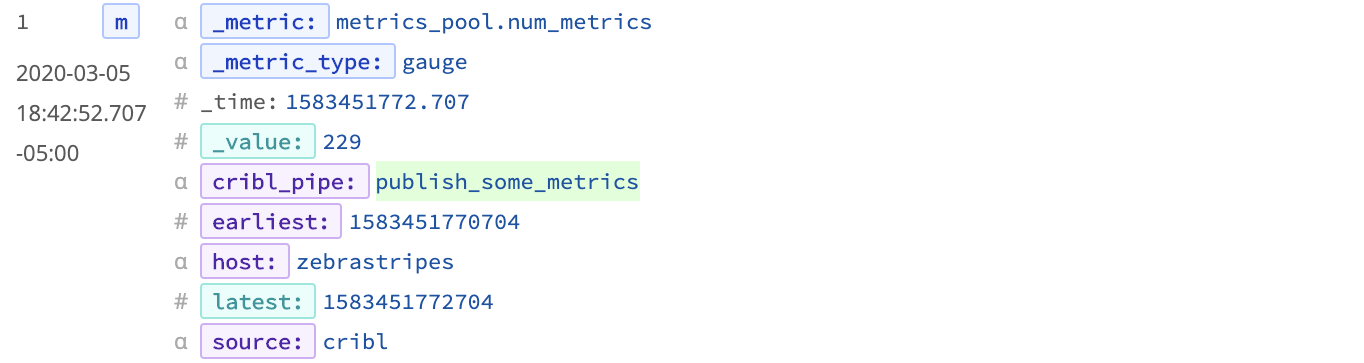 1 m α _metric: metrics_pool.num_metrics
α _metric_type: gauge
2020-03-05
18:42:52.707
-05:00
# _time: 1583451772.707
# _value: 229
α cribl_pipe: publish_some_metrics
# earliest: 1583451770704
α host: zebrastripes
# latest: 1583451772704
α source: cribl